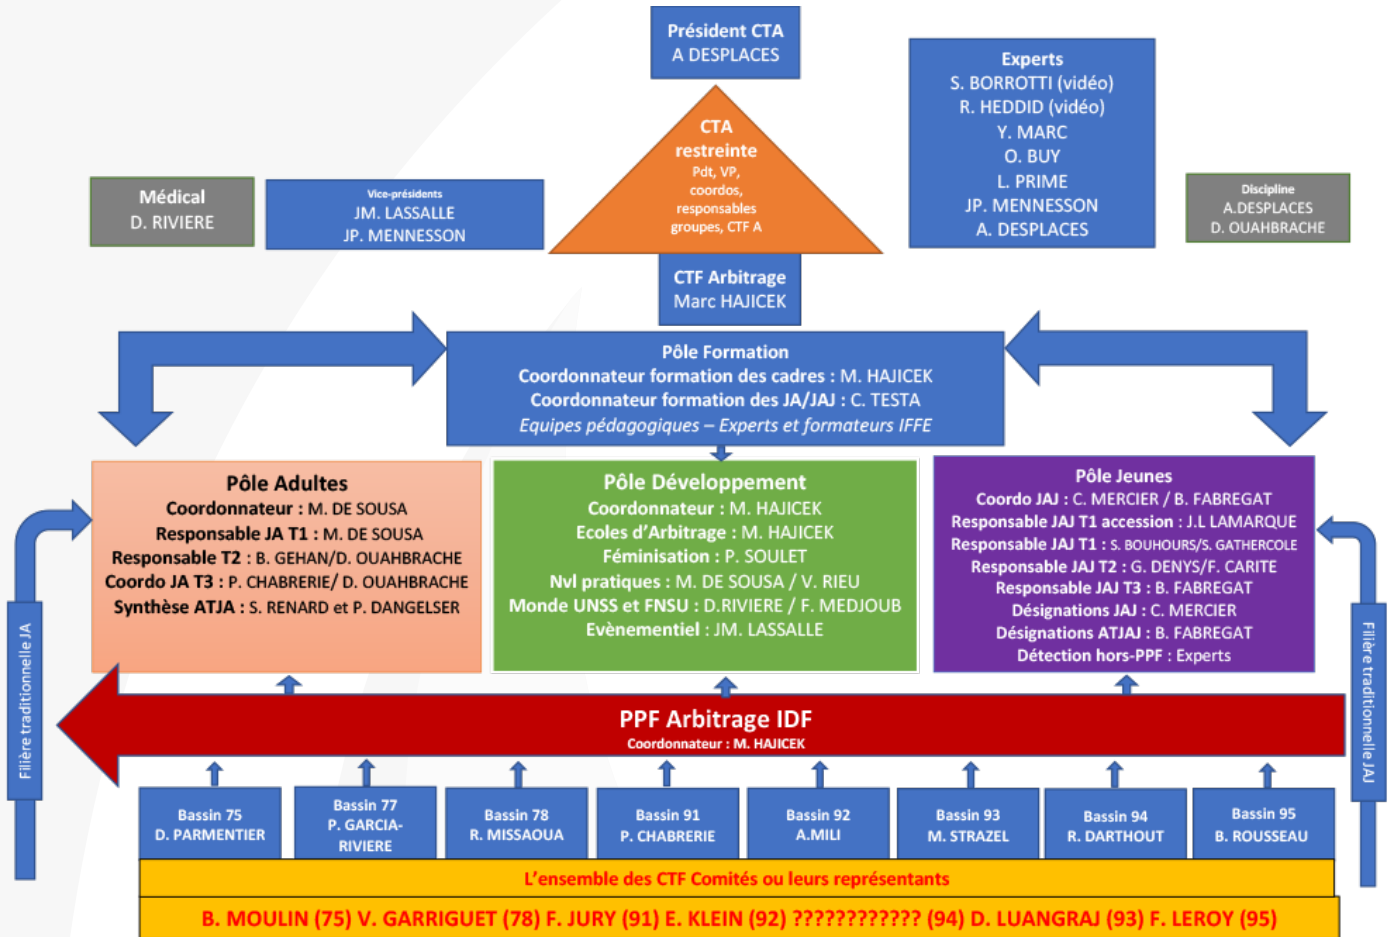 Président CTA
A DESPLACES
Experts
S. BORROTTI (vidéo)
R. HEDDID (vidéo)
Y. MARC
O. BUY
L. PRIME
JP. MENNESSON
A. DESPLACES
CTA
restreinte
Pdt, VP,
coordos,
responsables
groupes, CTF A
Médical
D. RIVIERE
Vice-présidents
JM. LASSALLE
JP. MENNESSON
Discipline
A.DESPLACES
D. OUAHBRACHE
CTF Arbitrage
Marc HAJICEK
Pôle Formation
Coordonnateur formation des cadres : M. HAJICEK
Coordonnateur formation des JA/JAJ : C. TESTA
Equipes pédagogiques – Experts et formateurs IFFE
Pôle Adultes
Coordonnateur : M. DE SOUSA
Responsable JA T1 : M. DE SOUSA
Responsable T2 : B. GEHAN/D. OUAHBRACHE
Coordo JA T3 : P. CHABRERIE/ D. OUAHBRACHE
Synthèse ATJA : S. RENARD et P. DANGELSER
Pôle Développement
Coordonnateur : M. HAJICEK
Ecoles d'Arbitrage : M. HAJICEK
Féminisation : P. SOULET
Nvl pratiques : M. DE SOUSA / V. RIEU
Monde UNSS et FNSU : D.RIVIERE / F. MEDJOUB
Evènementiel : JM. LASSALLE
Pôle Jeunes
Coordo JAJ : C. MERCIER / B. FABREGAT
Responsable JAJ T1 accession : J.L LAMARQUE
Responsable JAJ T1 : S. BOUHOURS/S. GATHERCOLE
Responsable JAJ T2 : G. DENYS/F. CARITE
Responsable JAJ T3 : B. FABREGAT
Désignations JAJ : C. MERCIER
Désignations ATJAJ : B. FABREGAT
Détection hors-PPF : Experts
Filière traditionnelle JA
Filière traditionnelle JAJ
PPF Arbitrage IDF
Coordonnateur : M. HAJICEK
Bassin 75
D. PARMENTIER
Bassin 77
P. GARCIA-
RIVIERE
Bassin 78
R. MISSAOUA
Bassin 91
P. CHABRERIE
Bassin 92
A.MILI
Bassin 93
M. STRAZEL
Bassin 94
R. DARTHOUT
Bassin 95
B. ROUSSEAU
L'ensemble des CTF Comités ou leurs représentants
B. MOULIN (75) V. GARRIGUET (78) F. JURY (91) E. KLEIN (92) ???????????? (94) D. LUANGRAJ (93) F. LEROY (95)